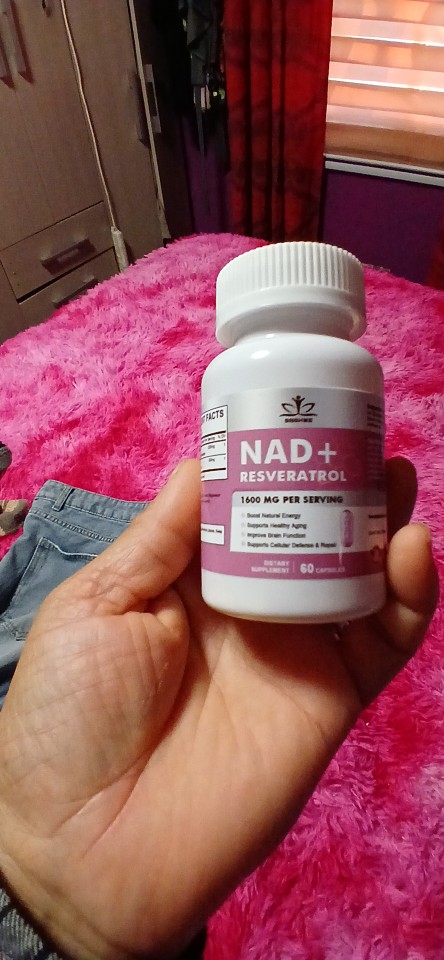 FACTS
NAD+
RESVERATROL
1600 MG PER SERVING
Boost Natural Energy
Supports Healthy Aging
Improve Brain Function
Supports Cellular Defense & Repair
DIETARY
SUPPLEMENT
60 CAPSULES